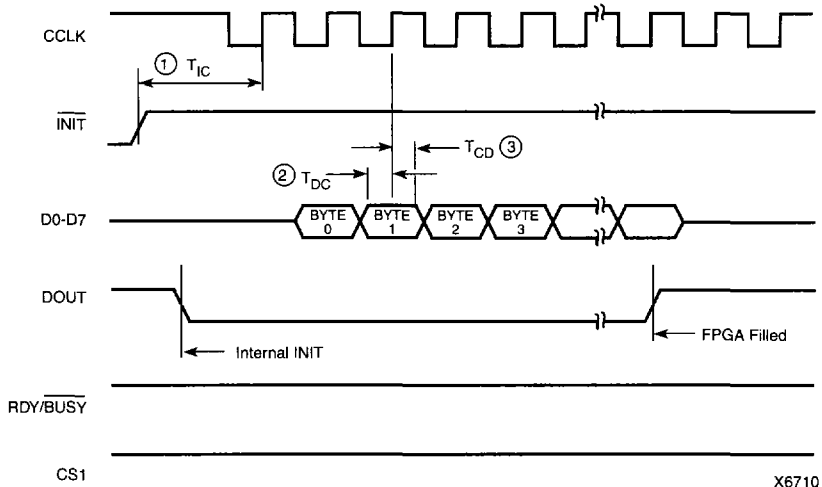 CCLK
① T_IC
INIT
T_CD ③
② T_DC
D0-D7
BYTE 0
BYTE 1
BYTE 2
BYTE 3
DOUT
Internal INIT
FPGA Filled
RDY/BUSY
CS1
X6710